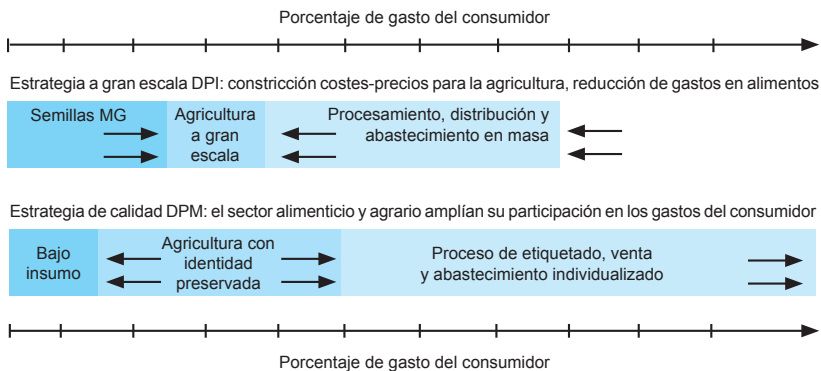 Porcentaje de gasto del consumidor
Estrategia a gran escala DPI: constricción costes-precios para la agricultura, reducción de gastos en alimentos
Semillas MG
Agricultura
a gran
escala
Procesamiento, distribución y
abastecimiento en masa
Estrategia de calidad DPM: el sector alimenticio y agrario amplían su participación en los gastos del consumidor
Bajo
insumo
Agricultura con
identidad
preservada
Proceso de etiquetado, venta
y abastecimiento individualizado
Porcentaje de gasto del consumidor